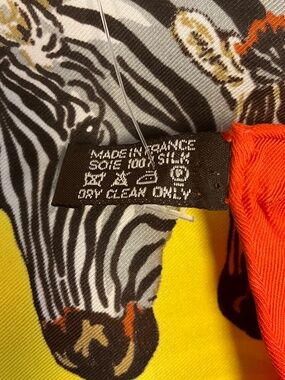 MADE IN FRANCE
SOIE 100% SILK
DRY CLEAN ONLY